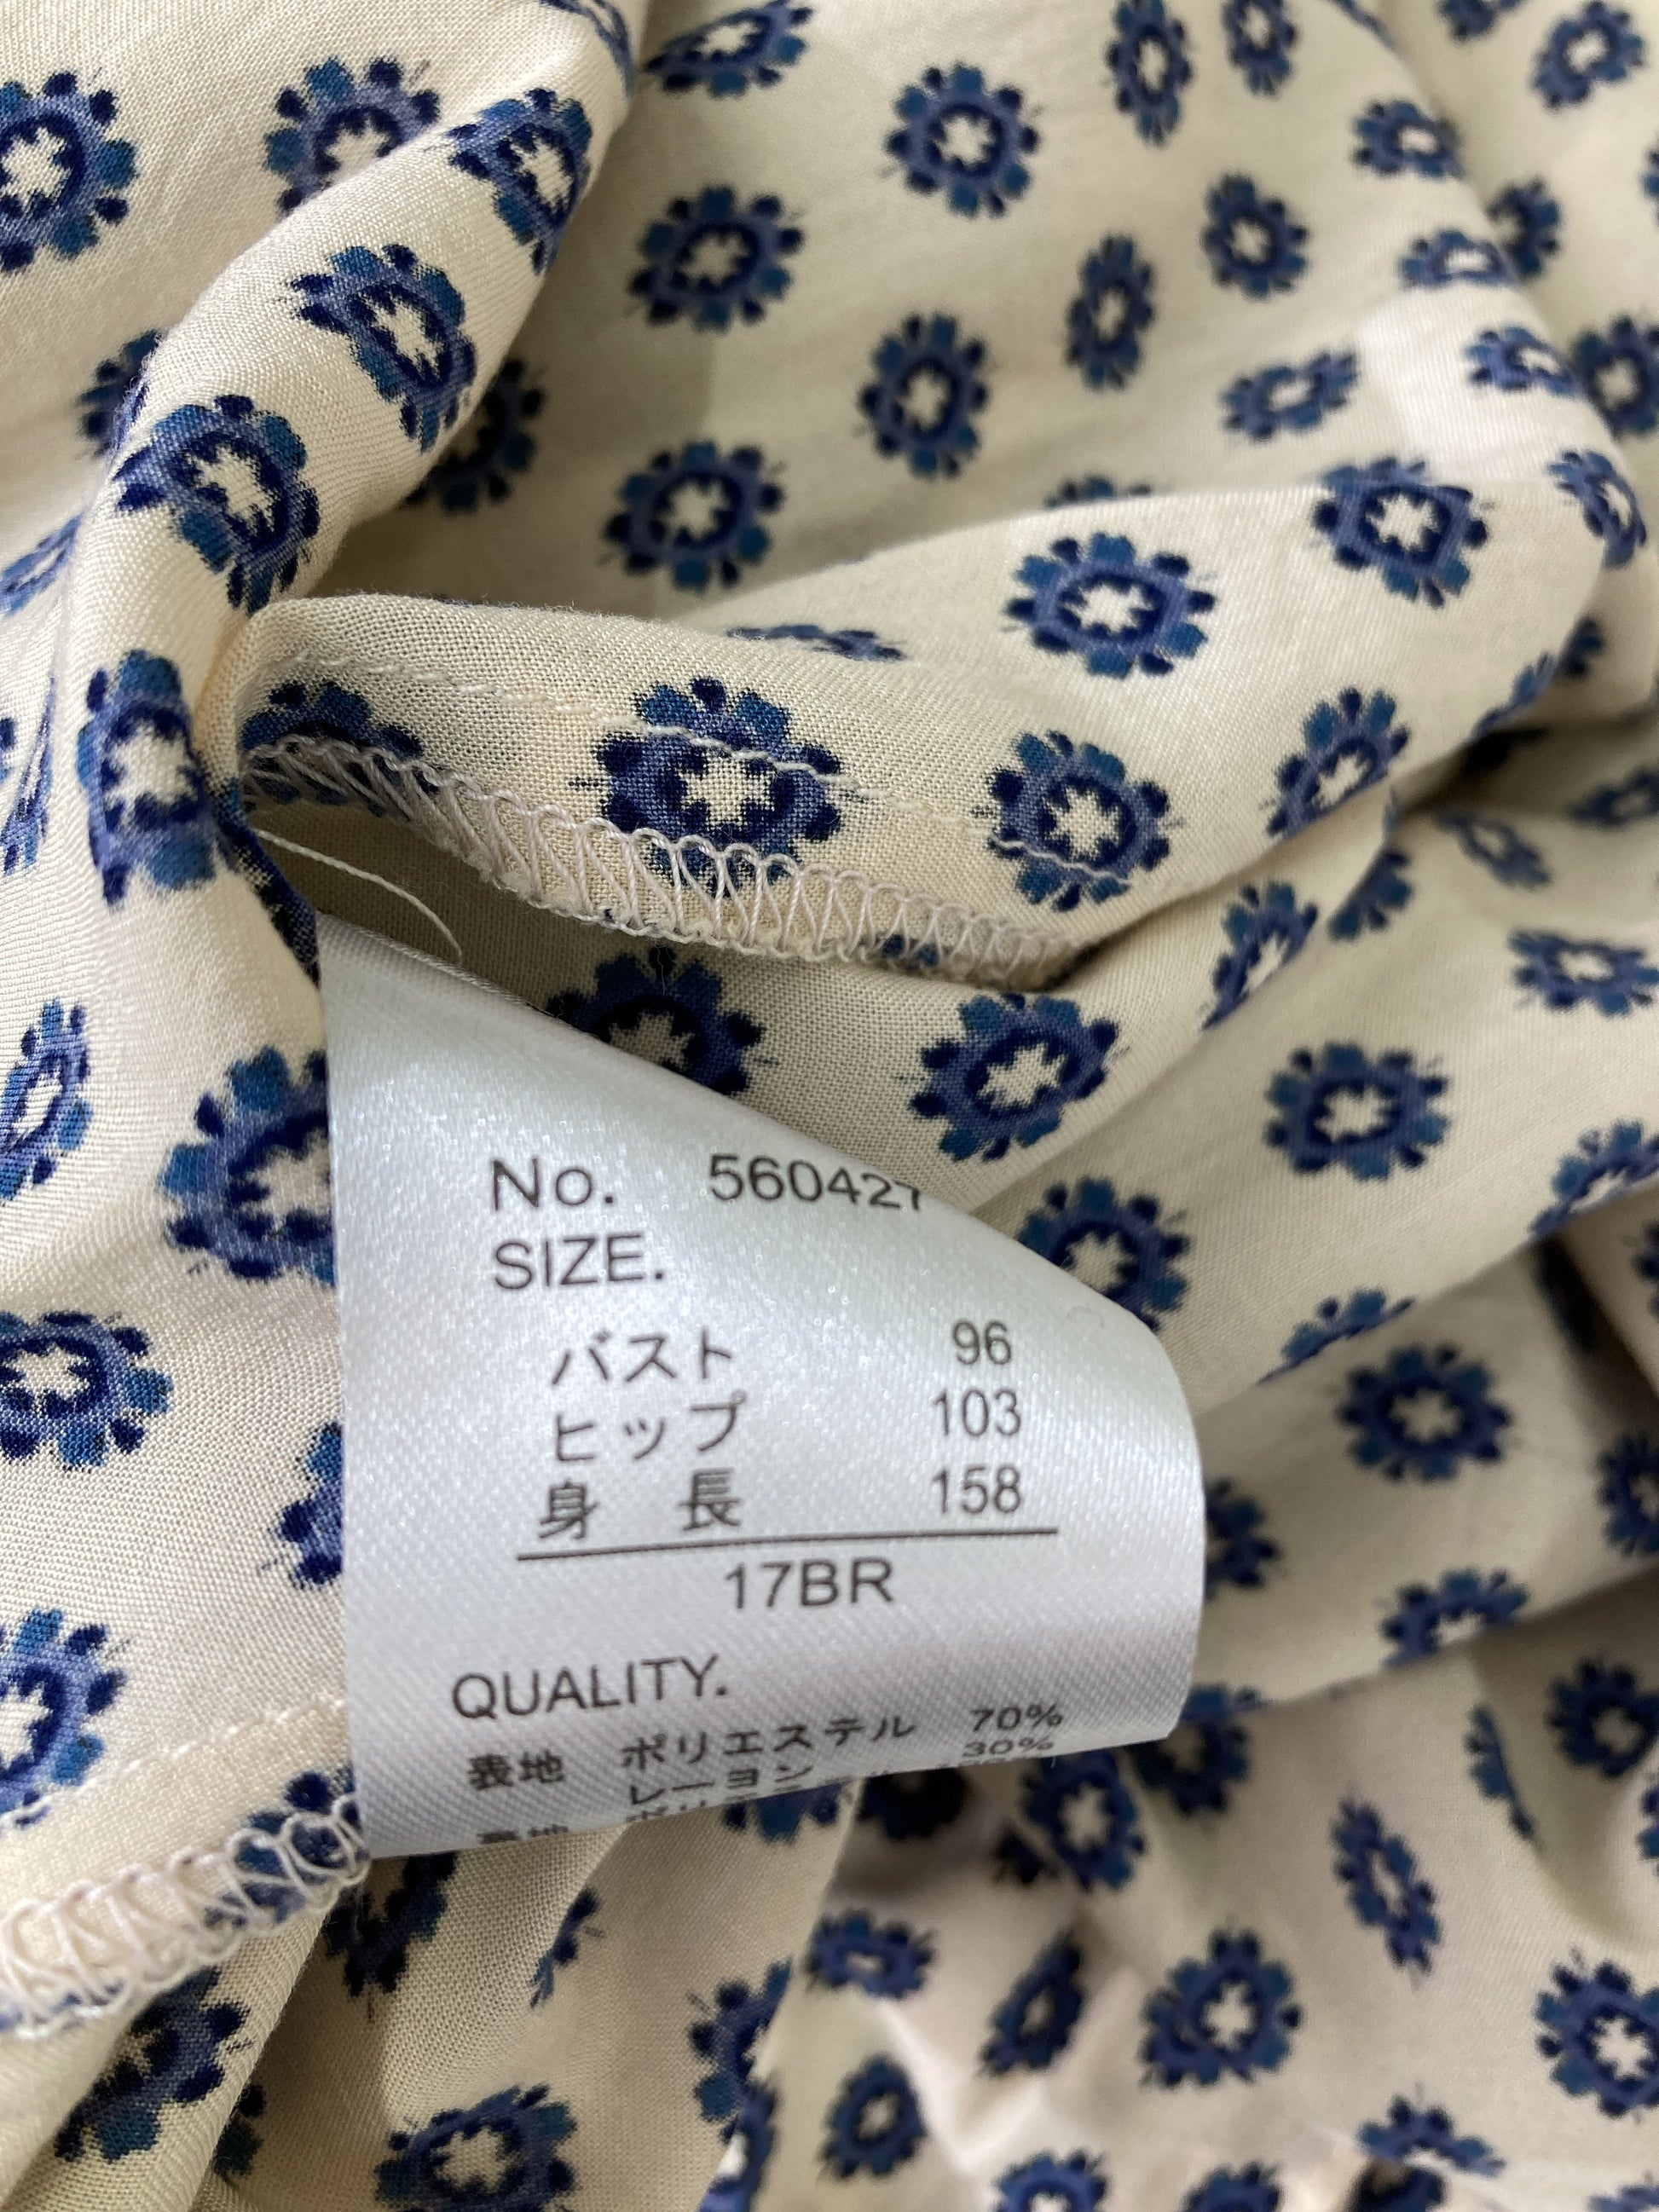 No. 560427
SIZE.
バスト 96
ヒップ 103
身 長 158
17BR
QUALITY.
表地 ポリエステル 70%
レーヨン 30%